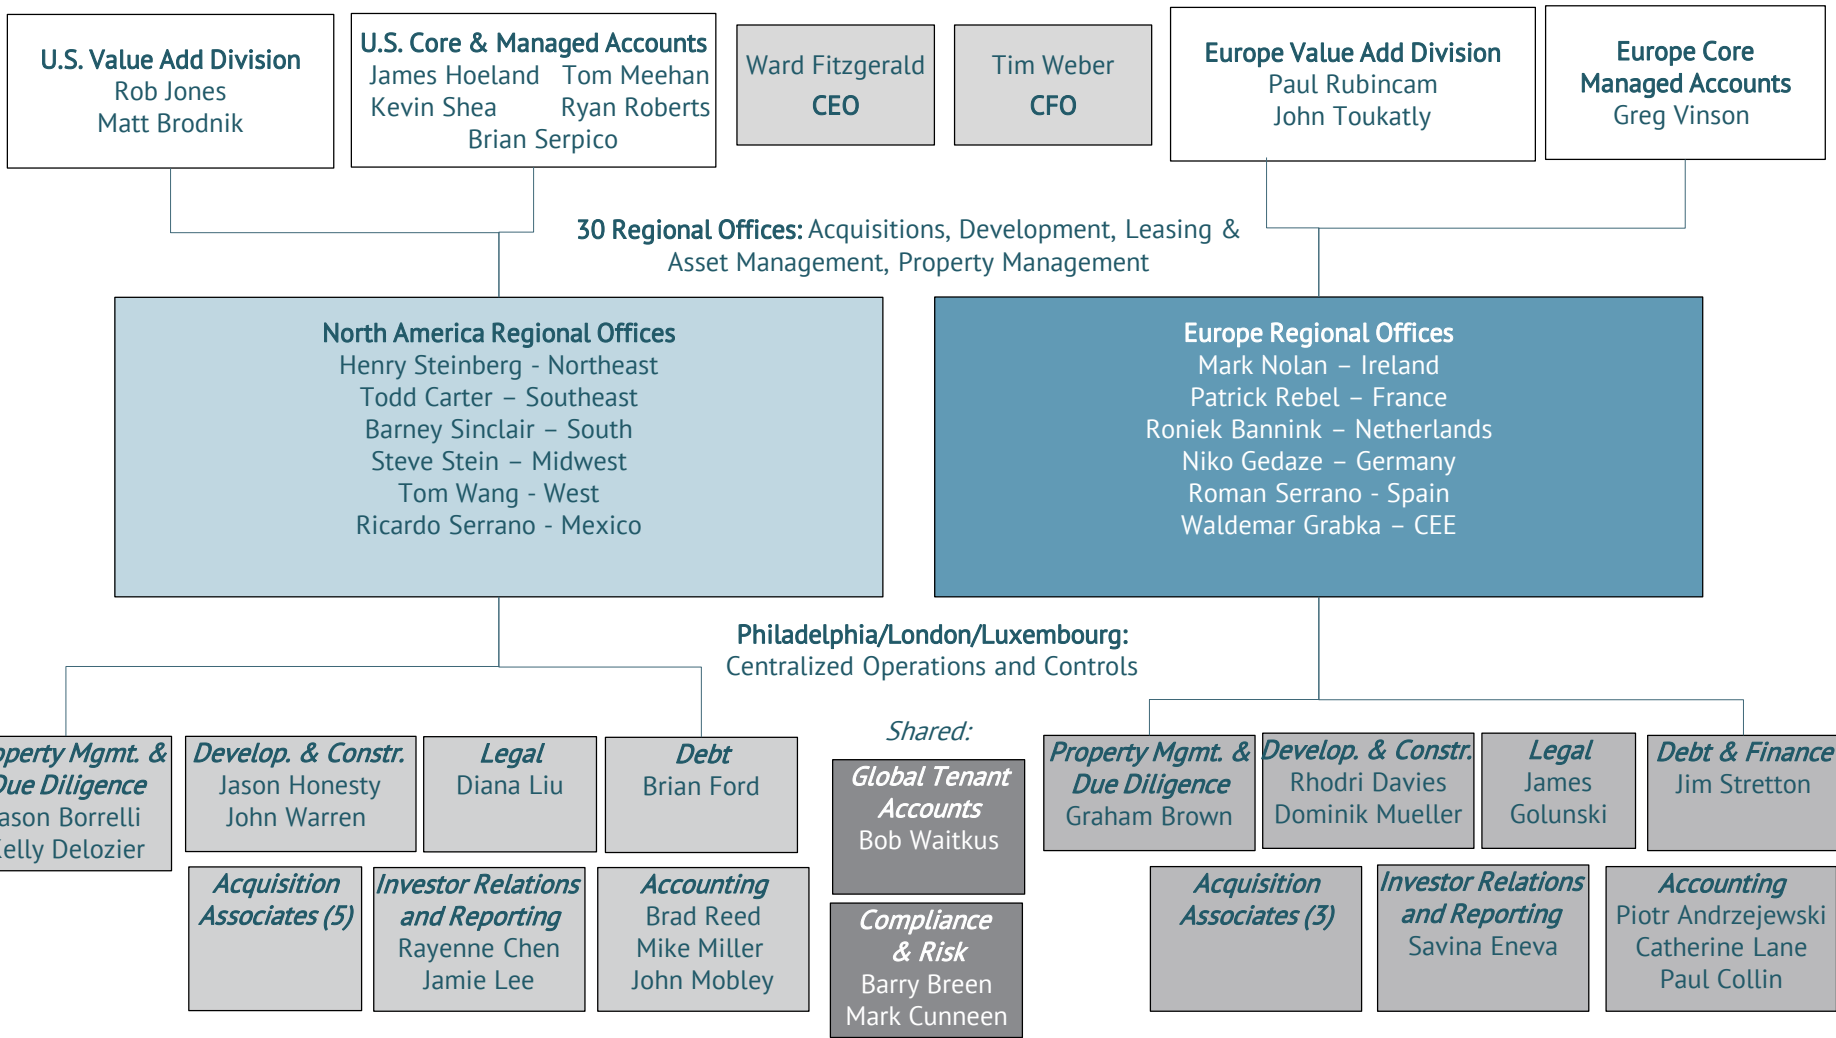 U.S. Value Add Division
Rob Jones
Matt Brodnik
U.S. Core & Managed Accounts
James Hoeland Tom Meehan
Kevin Shea Ryan Roberts
Brian Serpico
Ward Fitzgerald
CEO
Tim Weber
CFO
Europe Value Add Division
Paul Rubincam
John Toukatly
Europe Core
Managed Accounts
Greg Vinson
30 Regional Offices: Acquisitions, Development, Leasing &
Asset Management, Property Management
North America Regional Offices
Henry Steinberg - Northeast
Todd Carter – Southeast
Barney Sinclair – South
Steve Stein – Midwest
Tom Wang - West
Ricardo Serrano - Mexico
Europe Regional Offices
Mark Nolan – Ireland
Patrick Rebel – France
Roniek Bannink – Netherlands
Niko Gedaze – Germany
Roman Serrano - Spain
Waldemar Grabka – CEE
Philadelphia/London/Luxembourg:
Centralized Operations and Controls
operty Mgmt. &
Due Diligence
ason Borrelli
Kelly Delozier
Develop. & Constr.
Jason Honesty
John Warren
Legal
Diana Liu
Debt
Brian Ford
Acquisition
Associates (5)
Investor Relations
and Reporting
Rayenne Chen
Jamie Lee
Accounting
Brad Reed
Mike Miller
John Mobley
Shared:
Global Tenant
Accounts
Bob Waitkus
Compliance
& Risk
Barry Breen
Mark Cunneen
Property Mgmt. &
Due Diligence
Graham Brown
Develop. & Constr.
Rhodri Davies
Dominik Mueller
Legal
James
Golunski
Debt & Finance
Jim Stretton
Acquisition
Associates (3)
Investor Relations
and Reporting
Savina Eneva
Accounting
Piotr Andrzejewski
Catherine Lane
Paul Collin